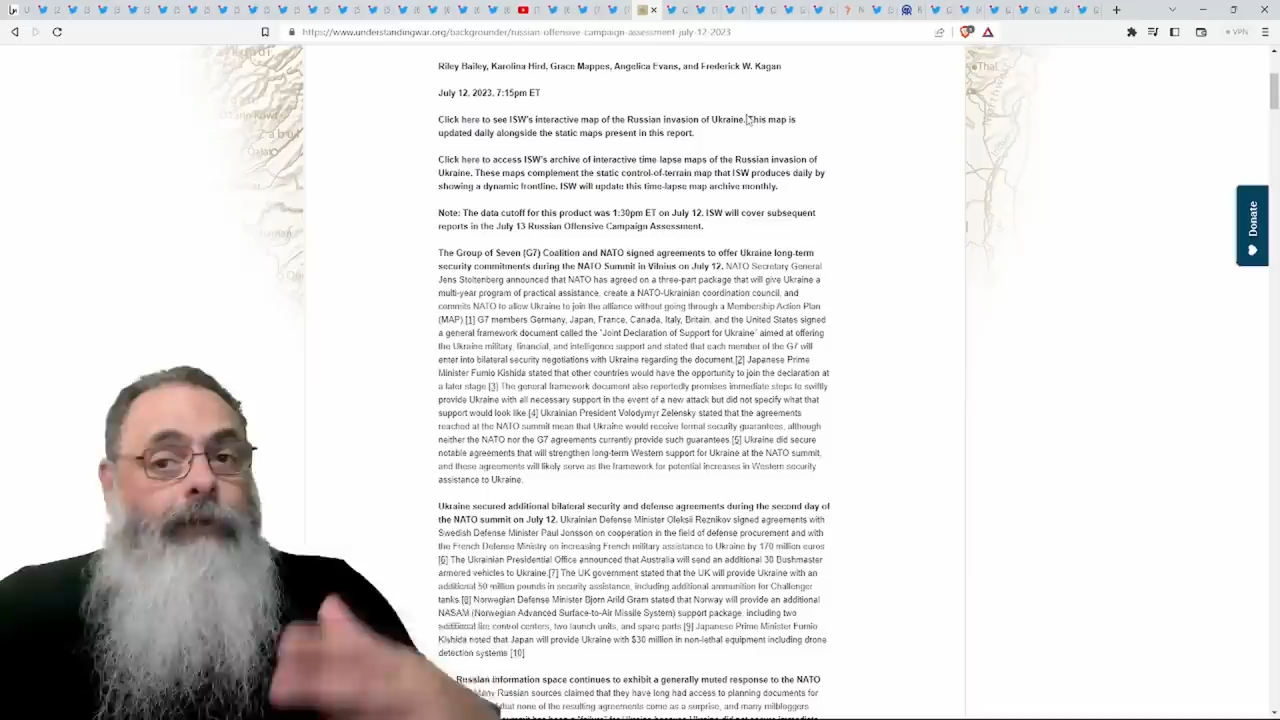 https://www.understandingwar.org/backgrounder/russian-offensive-campaign-assessment-july-12-2023
VPN
Riley Bailey, Karolina Hird, Grace Mappes, Angelica Evans, and Frederick W. Kagan
July 12, 2023, 7:15pm ET
Click here to see ISW's interactive map of the Russian invasion of Ukraine. This map is
updated daily alongside the static maps present in this report.
Click here to access ISW's archive of interactive time lapse maps of the Russian invasion of
Ukraine. These maps complement the static control-of-terrain map that ISW produces daily by
showing a dynamic frontline. ISW will update this time-lapse map archive monthly.
Note: The data cutoff for this product was 1:30pm ET on July 12. ISW will cover subsequent
reports in the July 13 Russian Offensive Campaign Assessment.
The Group of Seven (G7) Coalition and NATO signed agreements to offer Ukraine long-term
security commitments during the NATO Summit in Vilnius on July 12. NATO Secretary General
Jens Stoltenberg announced that NATO has agreed on a three-part package that will give Ukraine a
multi-year program of practical assistance, create a NATO-Ukrainian coordination council, and
commits NATO to allow Ukraine to join the alliance without going through a Membership Action Plan
(MAP).[1] G7 members Germany, Japan, France, Canada, Italy, Britain, and the United States signed
a general framework document called the "Joint Declaration of Support for Ukraine" aimed at offering
the Ukraine military, financial, and intelligence support and stated that each member of the G7 will
enter into bilateral security negotiations with Ukraine regarding the document.[2] Japanese Prime
Minister Fumio Kishida stated that other countries would have the opportunity to join the declaration at
a later stage.[3] The general framework document also reportedly promises immediate steps to swiftly
provide Ukraine with all necessary support in the event of a new attack but did not specify what that
support would look like.[4] Ukrainian President Volodymyr Zelensky stated that the agreements
reached at the NATO summit mean that Ukraine would receive formal security guarantees, although
neither the NATO nor the G7 agreements currently provide such guarantees.[5] Ukraine did secure
notable agreements that will strengthen long-term Western support for Ukraine at the NATO summit,
and these agreements will likely serve as the framework for potential increases in Western security
assistance to Ukraine.
Ukraine secured additional bilateral security and defense agreements during the second day of
the NATO summit on July 12. Ukrainian Defense Minister Oleksii Reznikov signed agreements with
Swedish Defense Minister Paul Jonsson on cooperation in the field of defense procurement and with
the French Defense Ministry on increasing French military assistance to Ukraine by 170 million euros
[6] The Ukrainian Presidential Office announced that Australia will send an additional 30 Bushmaster
armored vehicles to Ukraine.[7] The UK government stated that the UK will provide Ukraine with an
additional 50 million pounds in security assistance, including additional ammunition for Challenger
tanks.[8] Norwegian Defense Minister Bjorn Arild Gram stated that Norway will provide an additional
NASAM (Norwegian Advanced Surface-to-Air Missile System) support package, including two
additional fire control centers, two launch units, and spare parts.[9] Japanese Prime Minister Fumio
Kishida noted that Japan will provide Ukraine with $30 million in non-lethal equipment including drone
detection systems.[10]
Russian information space continues to exhibit a generally muted response to the NATO
Many Russian sources claimed that they have long had access to planning documents for
that none of the resulting agreements come as a surprise, and many milbloggers
Donate